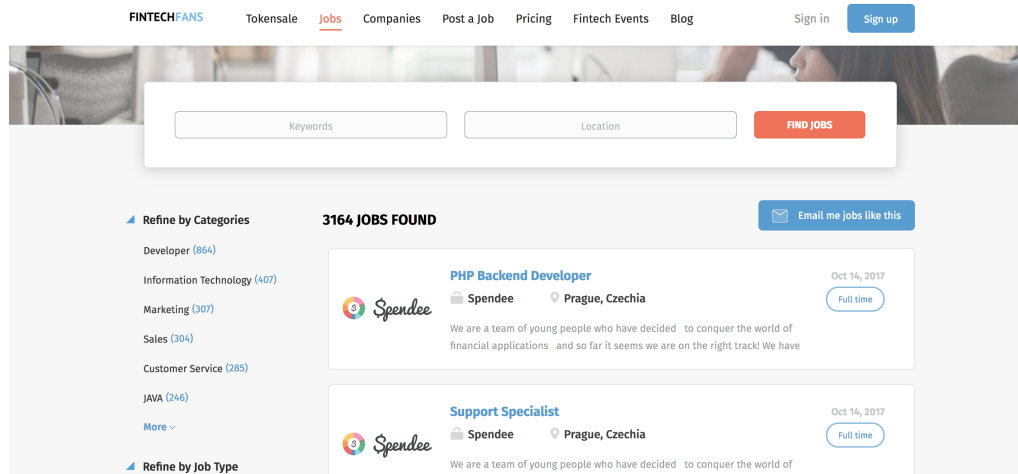 FINTECHFANS
Tokensale
Jobs
Companies
Post a Job
Pricing
Fintech Events
Blog
Sign in
Sign up
Keywords
Location
FIND JOBS
Refine by Categories
Developer (864)
Information Technology (407)
Marketing (307)
Sales (304)
Customer Service (285)
JAVA (246)
More
Refine by Job Type
3164 JOBS FOUND
Email me jobs like this
Spendee
PHP Backend Developer
Oct 14, 2017
Spendee
Prague, Czechia
Full time
We are a team of young people who have decided to conquer the world of
financial applications and so far it seems we are on the right track! We have
Spendee
Support Specialist
Oct 14, 2017
Spendee
Prague, Czechia
Full time
We are a team of young people who have decided to conquer the world of